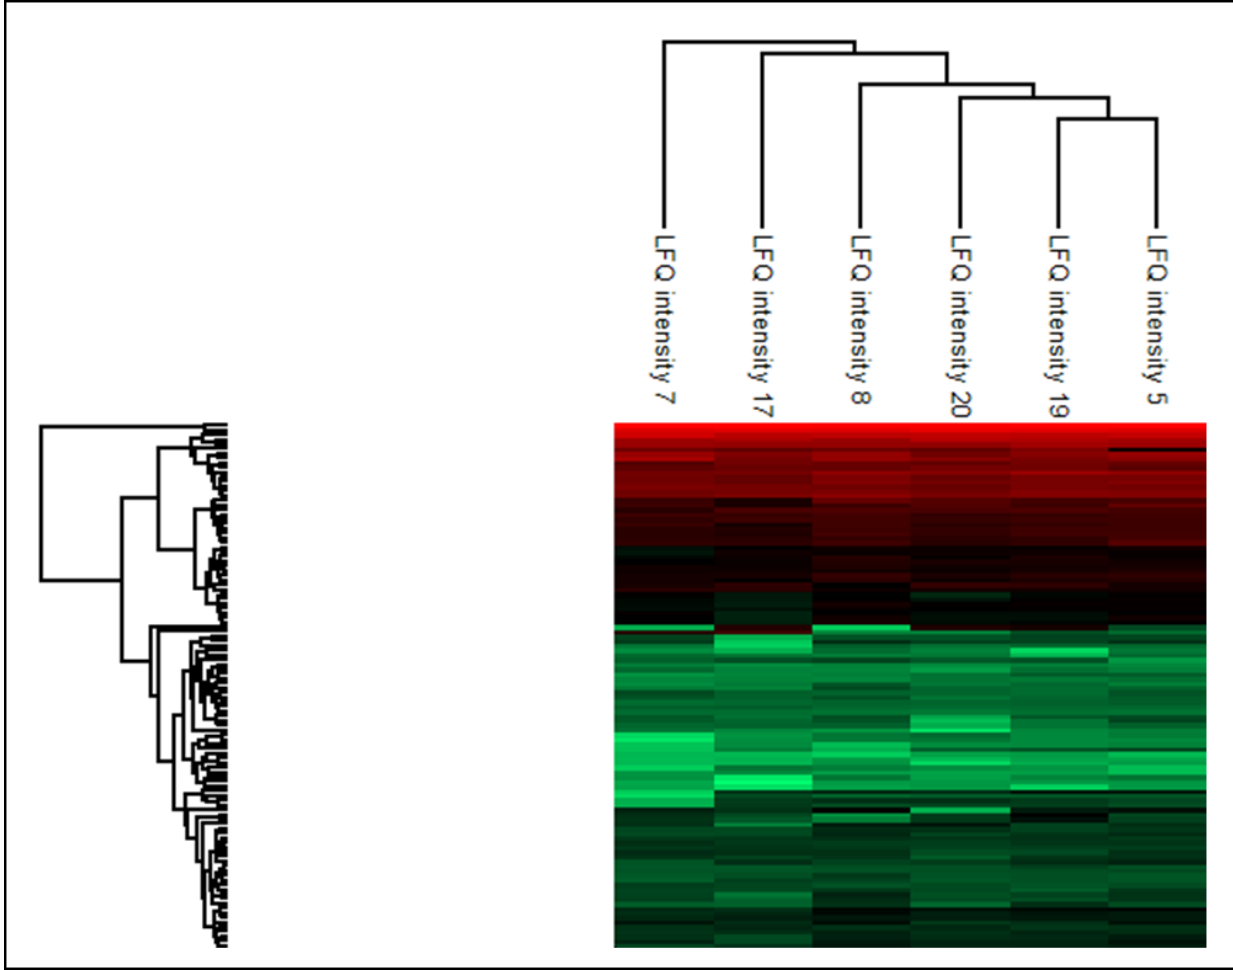 LFQ intensity 7
LFQ intensity 17
LFQ intensity 8
LFQ intensity 20
LFQ intensity 19
LFQ intensity 5